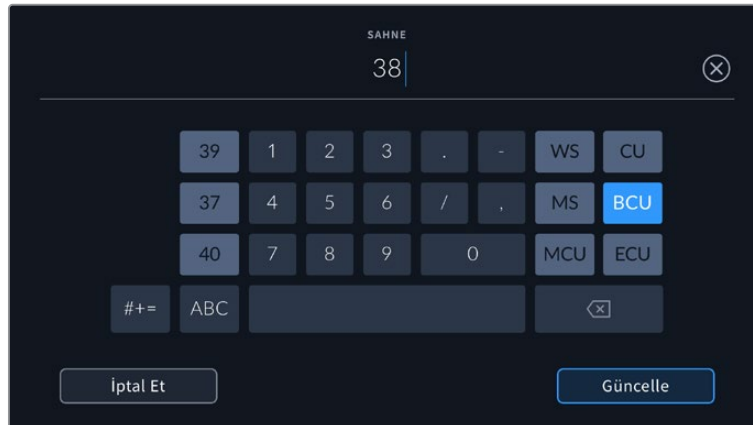 SAHNE
38
39 1 2 3 . - WS CU
37 4 5 6 / , MS BCU
40 7 8 9 0 MCU ECU
#+= ABC
İptal Et Güncelle